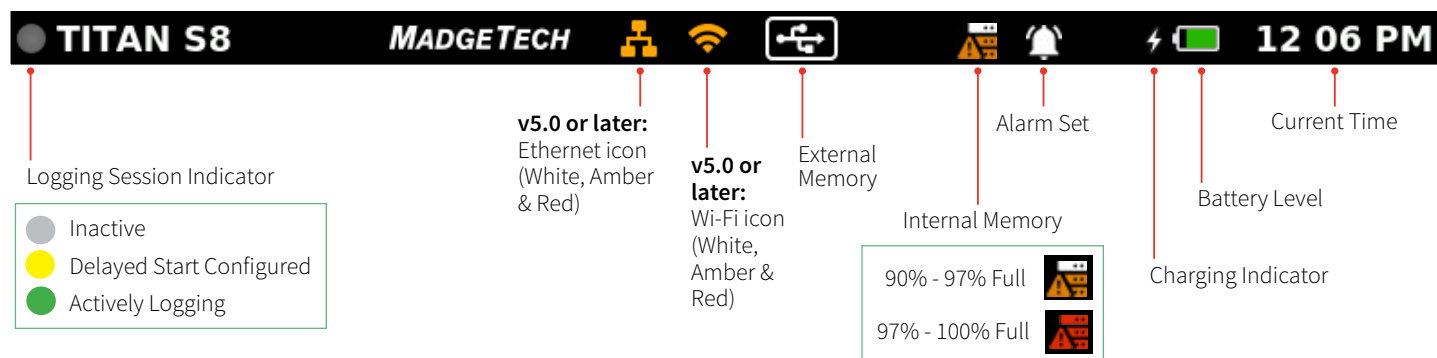 TITAN S8
MADGETECH
12 06 PM
Logging Session Indicator
Inactive
Delayed Start Configured
Actively Logging
v5.0 or later:
Ethernet icon
(White, Amber
& Red)
v5.0 or
later:
Wi-Fi icon
(White,
Amber &
Red)
External
Memory
Internal Memory
90% - 97% Full
97% - 100% Full
Alarm Set
Charging Indicator
Battery Level
Current Time